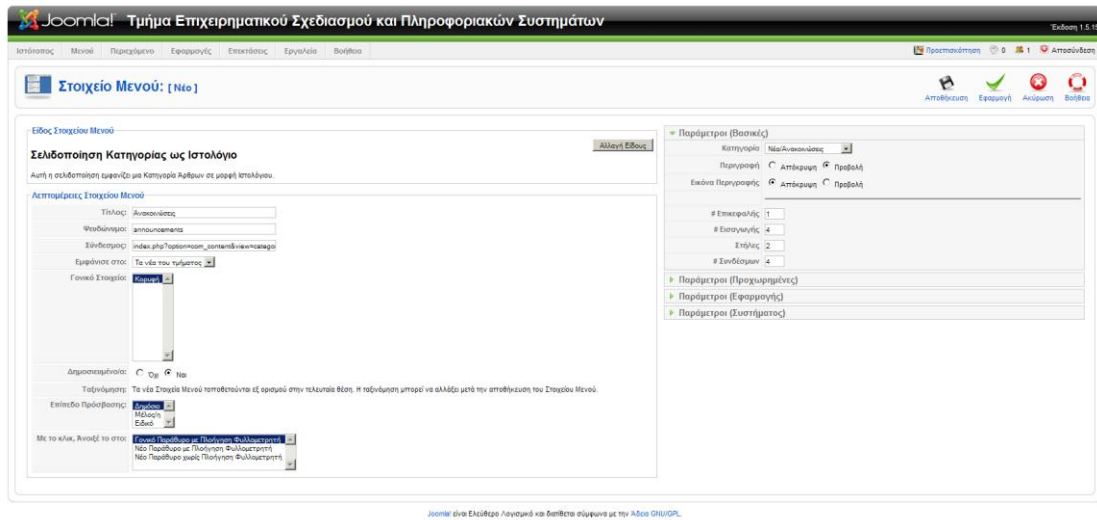 Joomla! Τμήμα Επιχειρηματικού Σχεδιασμού και Πληροφοριακών Συστημάτων
Έκδοση 1.5.15
Ιστότοπος Μενού Περιεχόμενο Εφαρμογές Επεκτάσεις Εργαλεία Βοήθεια
Προεπισκόπηση 0 1 Αποσύνδεση
Στοιχείο Μενού: [ Νέο ]
Αποθήκευση Εφαρμογή Ακύρωση Βοήθεια
Είδος Στοιχείου Μενού
Αλλαγή Είδους
Σελιδοποίηση Κατηγορίας ως Ιστολόγιο
Αυτή η σελιδοποίηση εμφανίζει μια Κατηγορία Άρθρων σε μορφή Ιστολογίου.
Λεπτομέρειες Στοιχείου Μενού
Τίτλος: Ανακοινώσεις
Ψευδώνυμο: announcements
Σύνδεσμος: index.php?option=com_content&view=catego
Εμφάνισε στο: Τα νέα του τμήματος
Γονικό Στοιχείο: Κορυφή
Δημοσιευμένο/α: Όχι Ναι
Ταξινόμηση: Τα νέα Στοιχεία Μενού τοποθετούνται εξ ορισμού στην τελευταία θέση. Η ταξινόμηση μπορεί να αλλάξει μετά την αποθήκευση του Στοιχείου Μενού.
Επίπεδο Πρόσβασης: Δημόσιο
Μέλος/η
Ειδικό
Με το κλικ, Άνοιξέ το στο: Γονικό Παράθυρο με Πλοήγηση Φυλλομετρητή
Νέο Παράθυρο με Πλοήγηση Φυλλομετρητή
Νέο Παράθυρο χωρίς Πλοήγηση Φυλλομετρητή
Παράμετροι (Βασικές)
Κατηγορία Νέα/Ανακοινώσεις
Περιγραφή Απόκρυψη Προβολή
Εικόνα Περιγραφής Απόκρυψη Προβολή
# Επικεφαλής 1
# Εισαγωγής 4
Στήλες 2
# Συνδέσμων 4
Παράμετροι (Προχωρημένες)
Παράμετροι (Εφαρμογής)
Παράμετροι (Συστήματος)
Joomla! είναι Ελεύθερο Λογισμικό και διατίθεται σύμφωνα με την Άδεια GNU/GPL.